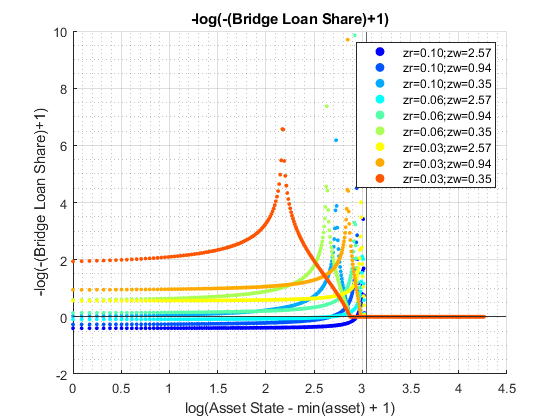 -log(-(Bridge Loan Share)+1)
10
8
6
4
2
0
-2
-log(-(Bridge Loan Share)+1)
zr=0.10;zw=2.57
zr=0.10;zw=0.94
zr=0.10;zw=0.35
zr=0.06;zw=2.57
zr=0.06;zw=0.94
zr=0.06;zw=0.35
zr=0.03;zw=2.57
zr=0.03;zw=0.94
zr=0.03;zw=0.35
0 0.5 1 1.5 2 2.5 3 3.5 4 4.5
log(Asset State - min(asset) + 1)